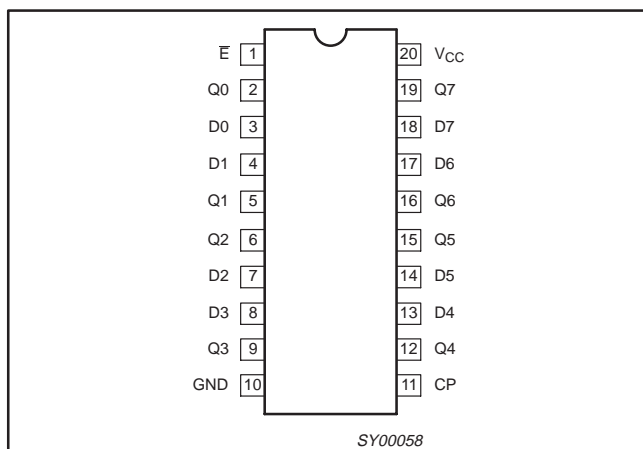 E̅ 1 20 VCC
Q0 2 19 Q7
D0 3 18 D7
D1 4 17 D6
Q1 5 16 Q6
Q2 6 15 Q5
D2 7 14 D5
D3 8 13 D4
Q3 9 12 Q4
GND 10 11 CP
SY00058